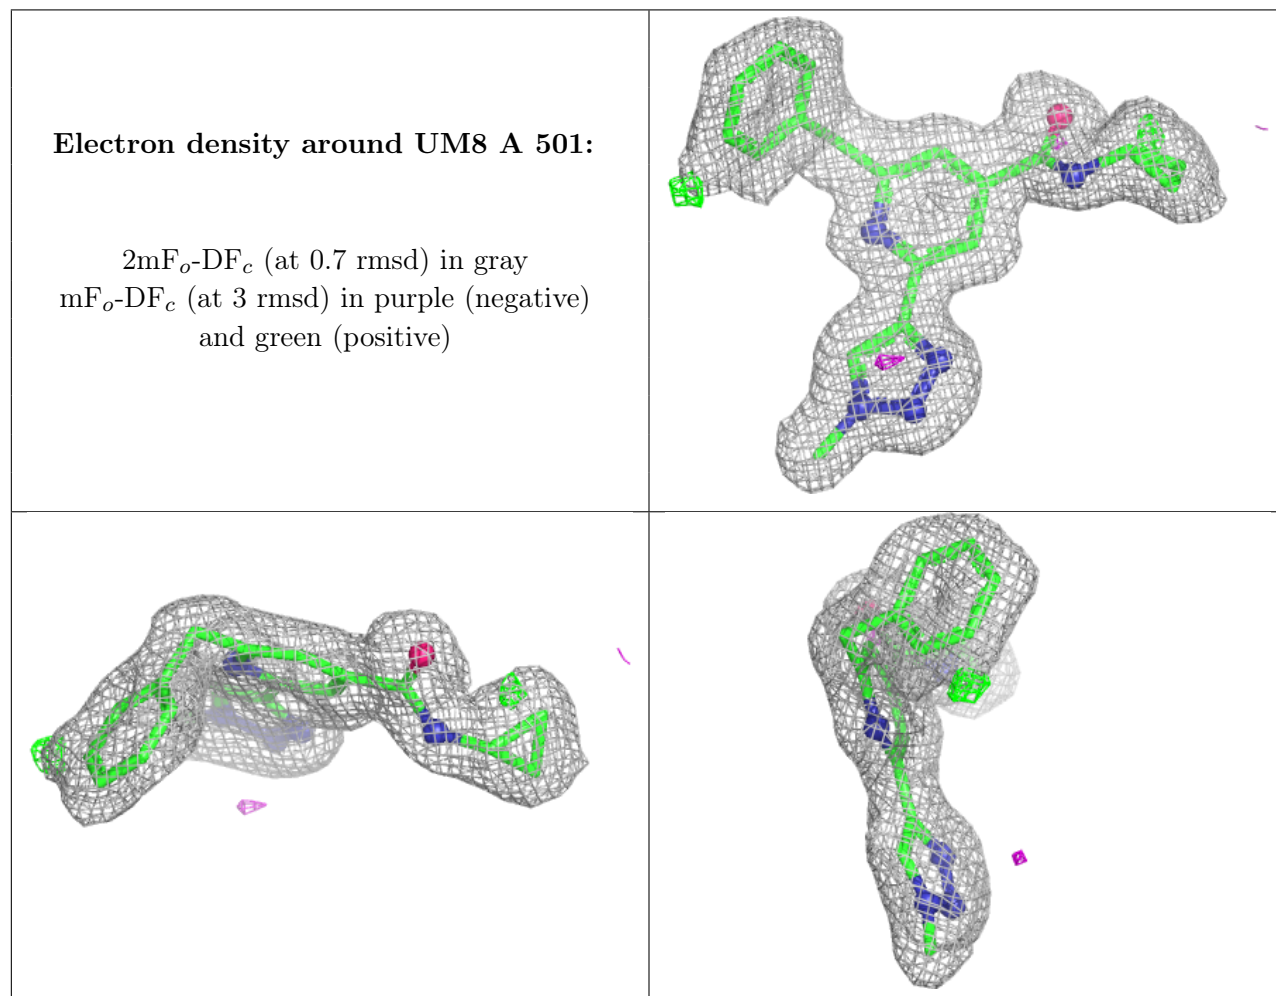 Electron density around UM8 A 501:
2mFo-DFc (at 0.7 rmsd) in gray
mFo-DFc (at 3 rmsd) in purple (negative)
and green (positive)